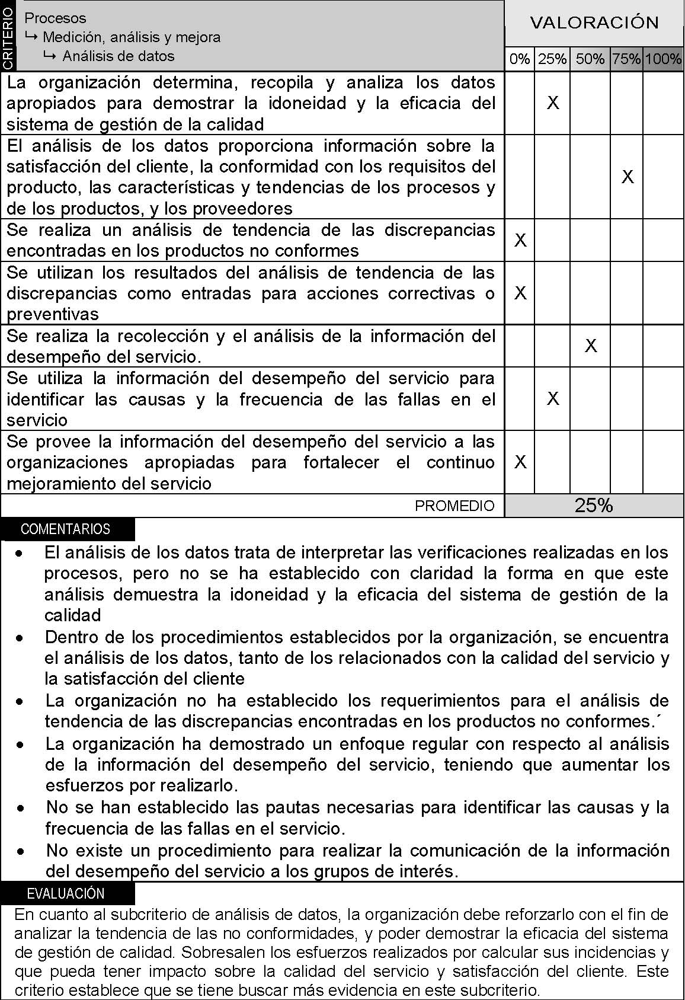 CRITERIO
Procesos
↳ Medición, análisis y mejora
↳ Análisis de datos
VALORACIÓN
0% 25% 50% 75% 100%
La organización determina, recopila y analiza los datos
apropiados para demostrar la idoneidad y la eficacia del
sistema de gestión de la calidad
X
El análisis de los datos proporciona información sobre la
satisfacción del cliente, la conformidad con los requisitos del
producto, las características y tendencias de los procesos y
de los productos, y los proveedores
X
Se realiza un análisis de tendencia de las discrepancias
encontradas en los productos no conformes
X
Se utilizan los resultados del análisis de tendencia de las
discrepancias como entradas para acciones correctivas o
preventivas
X
Se realiza la recolección y el análisis de la información del
desempeño del servicio.
X
Se utiliza la información del desempeño del servicio para
identificar las causas y la frecuencia de las fallas en el
servicio
X
Se provee la información del desempeño del servicio a las
organizaciones apropiadas para fortalecer el continuo
mejoramiento del servicio
X
PROMEDIO 25%
COMENTARIOS
• El análisis de los datos trata de interpretar las verificaciones realizadas en los
procesos, pero no se ha establecido con claridad la forma en que este
análisis demuestra la idoneidad y la eficacia del sistema de gestión de la
calidad
• Dentro de los procedimientos establecidos por la organización, se encuentra
el análisis de los datos, tanto de los relacionados con la calidad del servicio y
la satisfacción del cliente
• La organización no ha establecido los requerimientos para el análisis de
tendencia de las discrepancias encontradas en los productos no conformes.´
• La organización ha demostrado un enfoque regular con respecto al análisis
de la información del desempeño del servicio, teniendo que aumentar los
esfuerzos por realizarlo.
• No se han establecido las pautas necesarias para identificar las causas y la
frecuencia de las fallas en el servicio.
• No existe un procedimiento para realizar la comunicación de la información
del desempeño del servicio a los grupos de interés.
EVALUACIÓN
En cuanto al subcriterio de análisis de datos, la organización debe reforzarlo con el fin de
analizar la tendencia de las no conformidades, y poder demostrar la eficacia del sistema
de gestión de calidad. Sobresalen los esfuerzos realizados por calcular sus incidencias y
que pueda tener impacto sobre la calidad del servicio y satisfacción del cliente. Este
criterio establece que se tiene buscar más evidencia en este subcriterio.